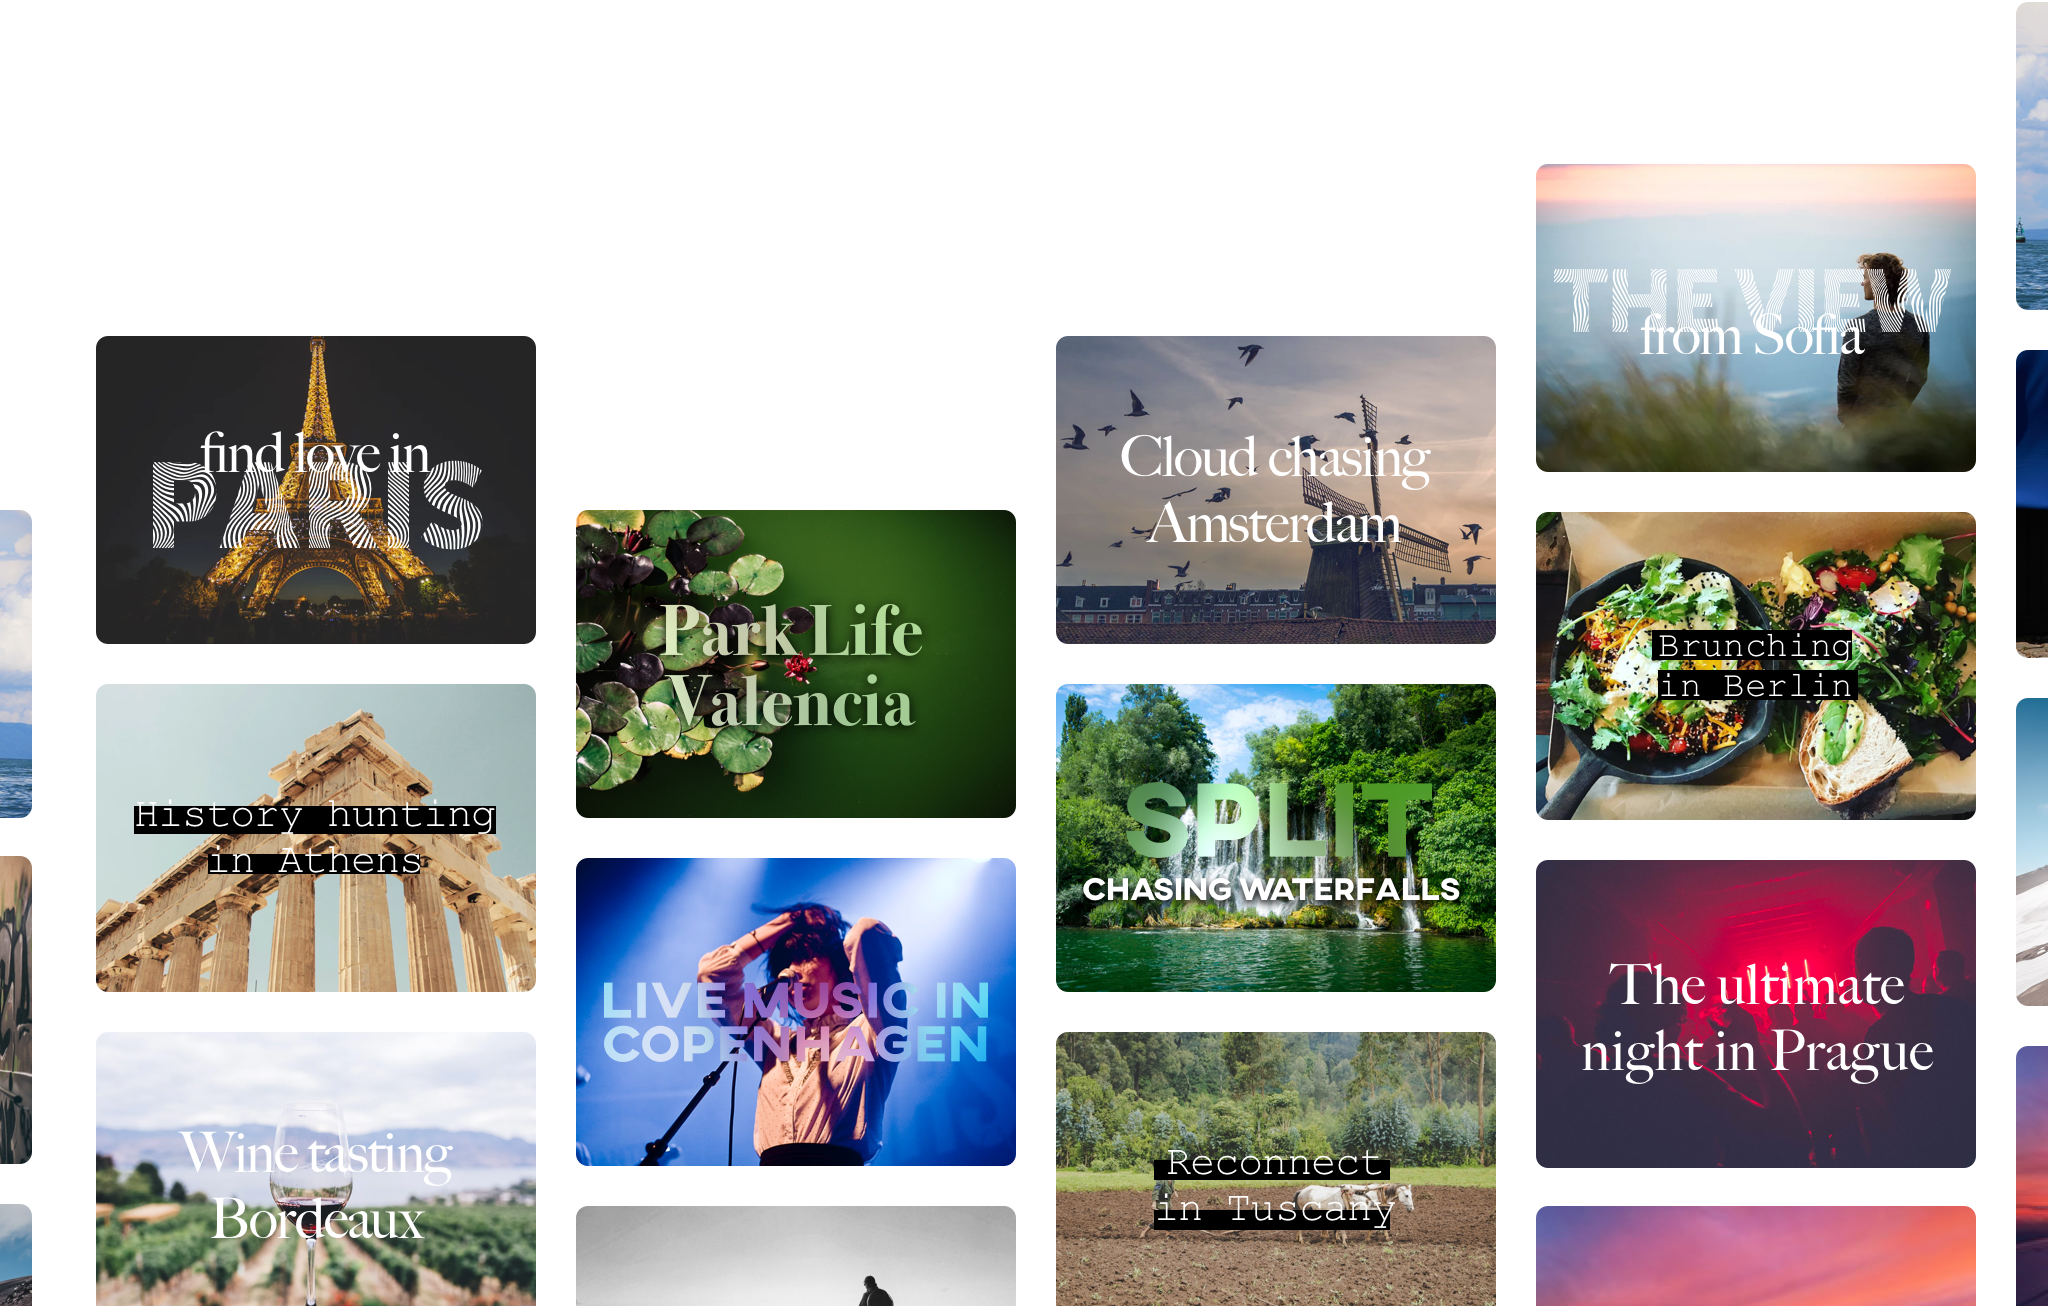 find love in
PARIS
History hunting
in Athens
Wine tasting
Bordeaux
Park Life
Valencia
LIVE MUSIC IN
COPENHAGEN
Cloud chasing
Amsterdam
SPLIT
CHASING WATERFALLS
Reconnect
in Tuscany
THE VIEW
from Sofia
Brunching
in Berlin
The ultimate
night in Prague